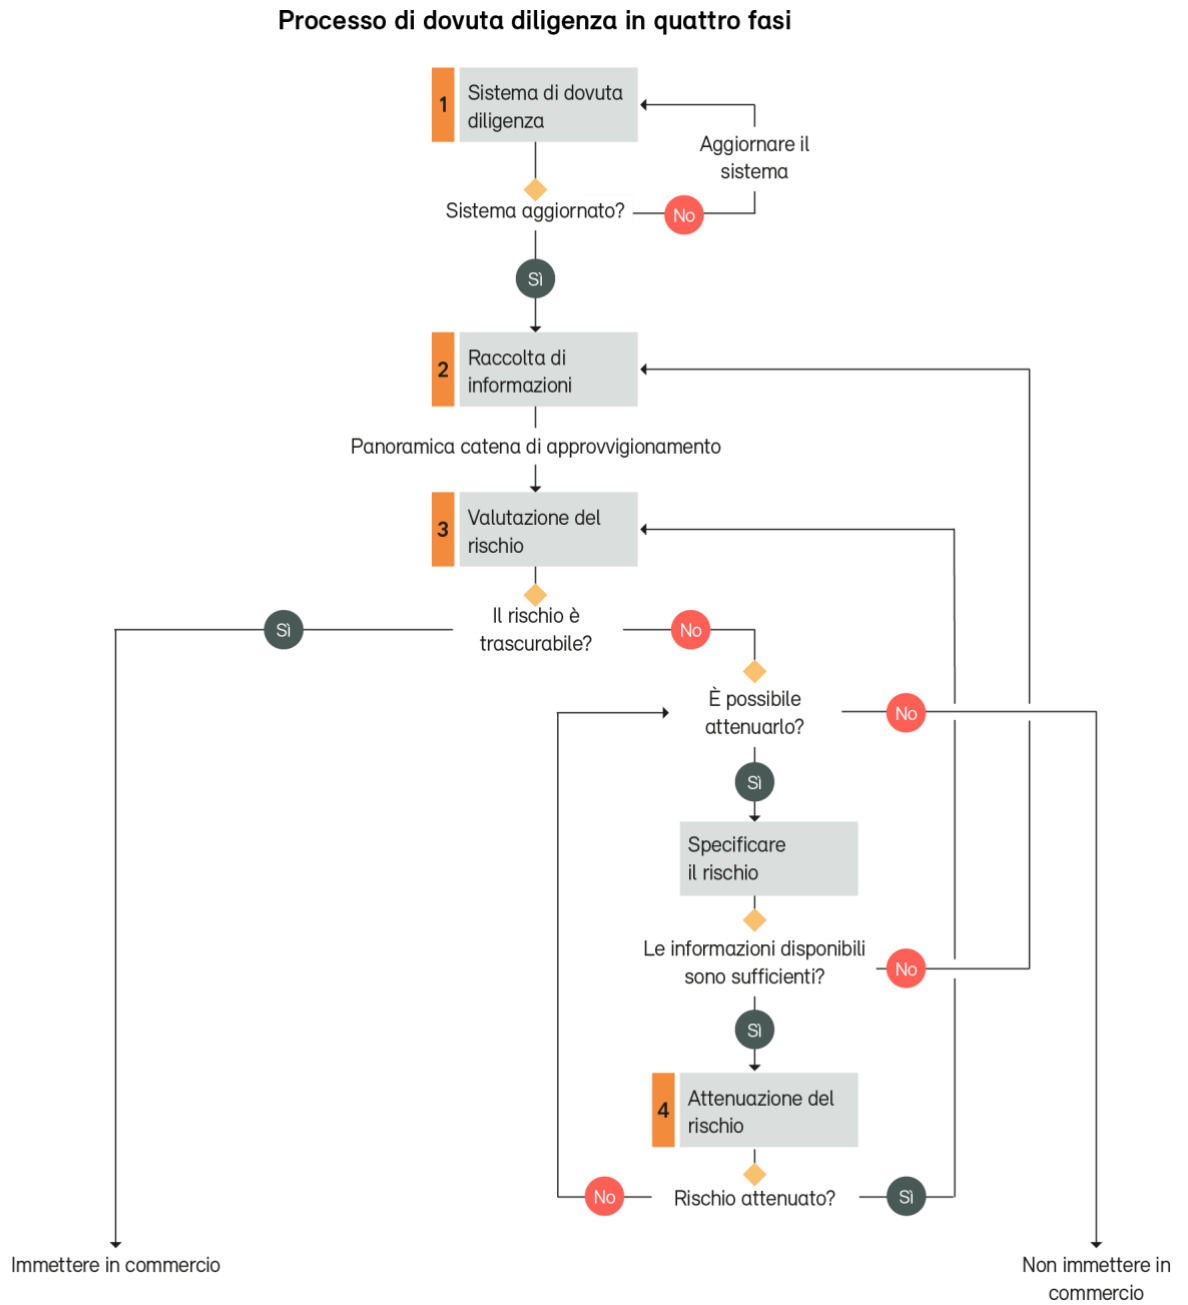 Processo di dovuta diligenza in quattro fasi
1
Sistema di dovuta
diligenza
Aggiornare il
sistema
Sistema aggiornato?
No
Sì
2
Raccolta di
informazioni
Panoramica catena di approvvigionamento
3
Valutazione del
rischio
Il rischio è
trascurabile?
Sì
No
È possibile
attenuarlo?
No
Sì
Specificare
il rischio
Le informazioni disponibili
sono sufficienti?
No
Sì
4
Attenuazione del
rischio
No
Rischio attenuato?
Sì
Immettere in commercio
Non immettere in
commercio